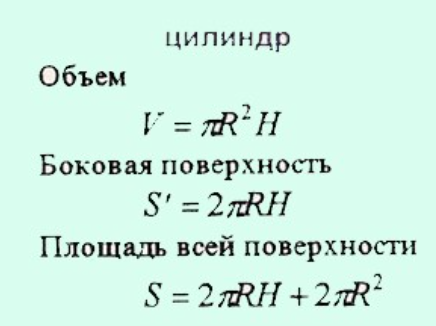 цилиндр
Объем
V = πR²H
Боковая поверхность
S' = 2πRH
Площадь всей поверхности
S = 2πRH + 2πR²